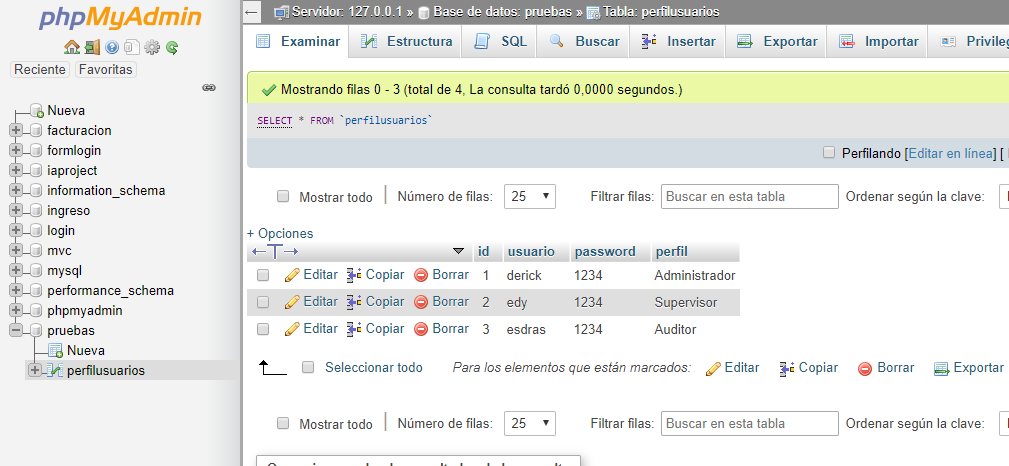 phpMyAdmin
Reciente Favoritas
Nueva
facturacion
formlogin
iaproject
information_schema
ingreso
login
mvc
mysql
performance_schema
phpmyadmin
pruebas
Nueva
perfilusuarios
Servidor: 127.0.0.1 » Base de datos: pruebas » Tabla: perfilusuarios
Examinar Estructura SQL Buscar Insertar Exportar Importar Privileg
Mostrando filas 0 - 3 (total de 4, La consulta tardó 0,0000 segundos.)
SELECT * FROM `perfilusuarios`
Perfilando [Editar en línea] [
Mostrar todo | Número de filas: 25 Filtrar filas: Buscar en esta tabla Ordenar según la clave:
+ Opciones
id usuario password perfil
Editar Copiar Borrar 1 derick 1234 Administrador
Editar Copiar Borrar 2 edy 1234 Supervisor
Editar Copiar Borrar 3 esdras 1234 Auditor
Seleccionar todo Para los elementos que están marcados: Editar Copiar Borrar Exportar
Mostrar todo | Número de filas: 25 Filtrar filas: Buscar en esta tabla Ordenar según la clave: